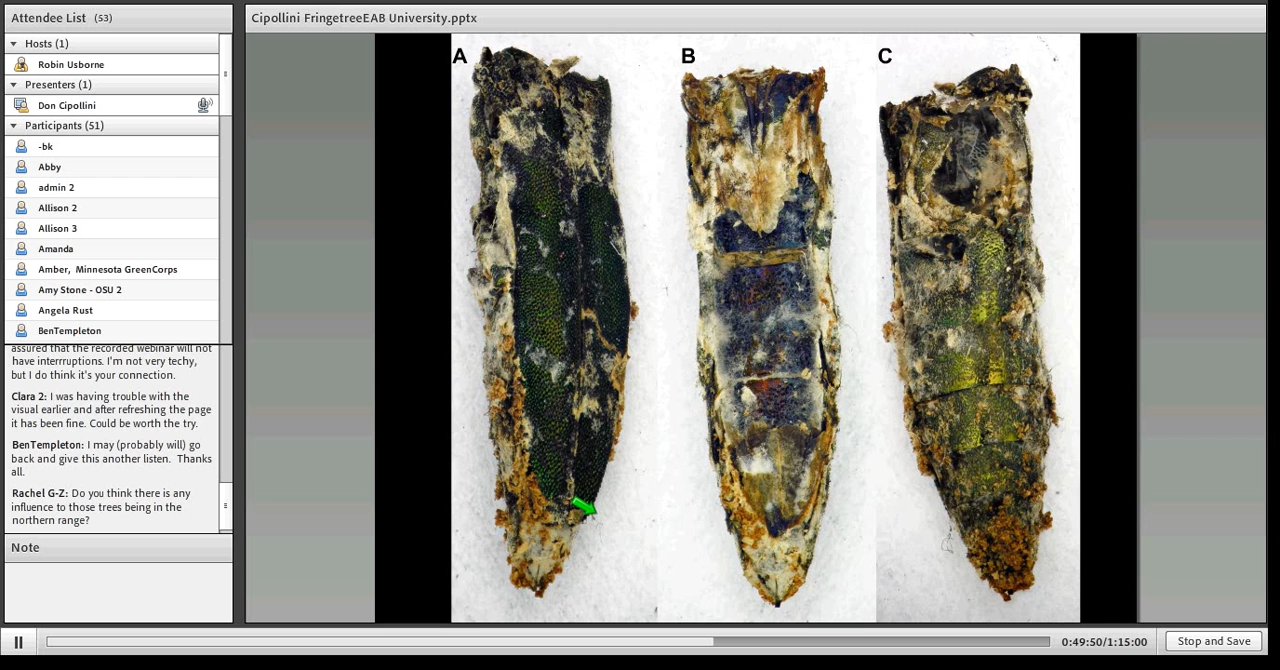 Attendee List (53)
Hosts (1)
Robin Usborne
Presenters (1)
Don Cipollini
Participants (51)
-bk
Abby
admin 2
Allison 2
Allison 3
Amanda
Amber, Minnesota GreenCorps
Amy Stone - OSU 2
Angela Rust
BenTempleton
assured that the recorded webinar will not
have interrruptions. I'm not very techy,
but I do think it's your connection.
Clara 2: I was having trouble with the
visual earlier and after refreshing the page
it has been fine. Could be worth the try.
BenTempleton: I may (probably will) go
back and give this another listen. Thanks
all.
Rachel G-Z: Do you think there is any
influence to those trees being in the
northern range?
Note
Cipollini FringetreeEAB University.pptx
A B C
0:49:50/1:15:00
Stop and Save